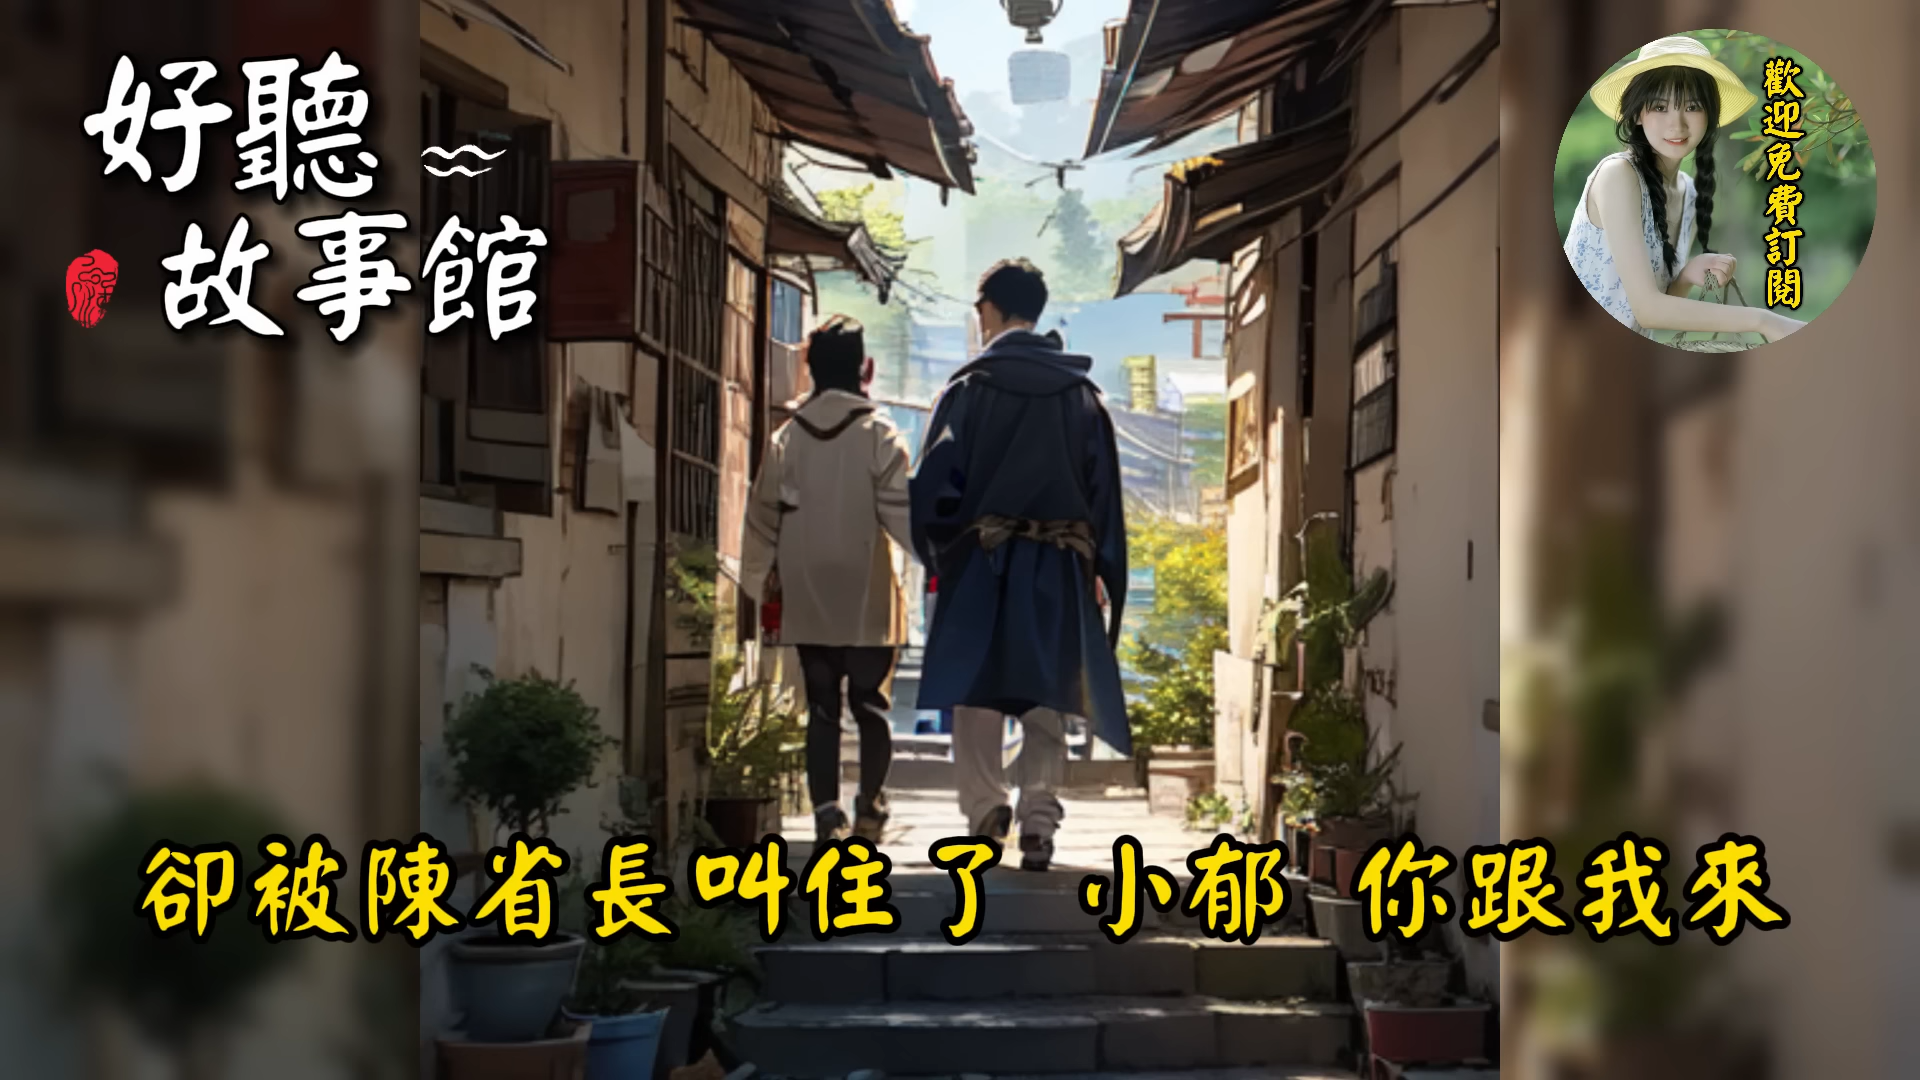 好聽
故事館
歡迎免費訂閱
卻被陳省長叫住了 小郁 你跟我來